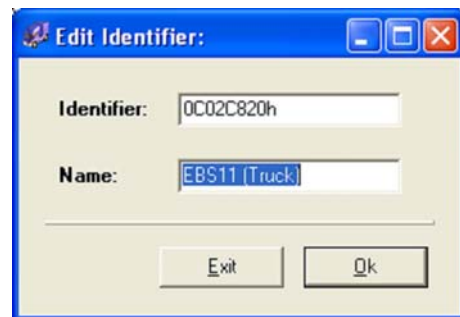 Edit Identifier:
Identifier: 0C02C820h
Name: EBS11 (Truck)
Exit Ok